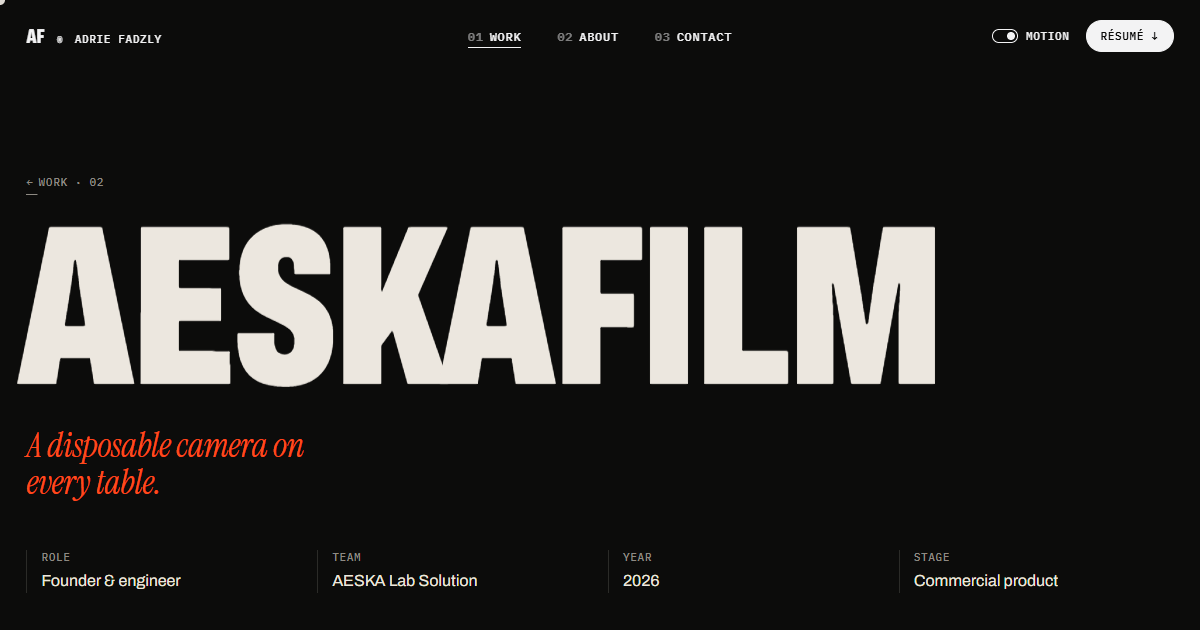 AF ADRIE FADZLY
01 WORK 02 ABOUT 03 CONTACT
MOTION
RÉSUMÉ ↓
← WORK · 02
AESKAFILM
A disposable camera on
every table.
ROLE
Founder & engineer
TEAM
AESKA Lab Solution
YEAR
2026
STAGE
Commercial product